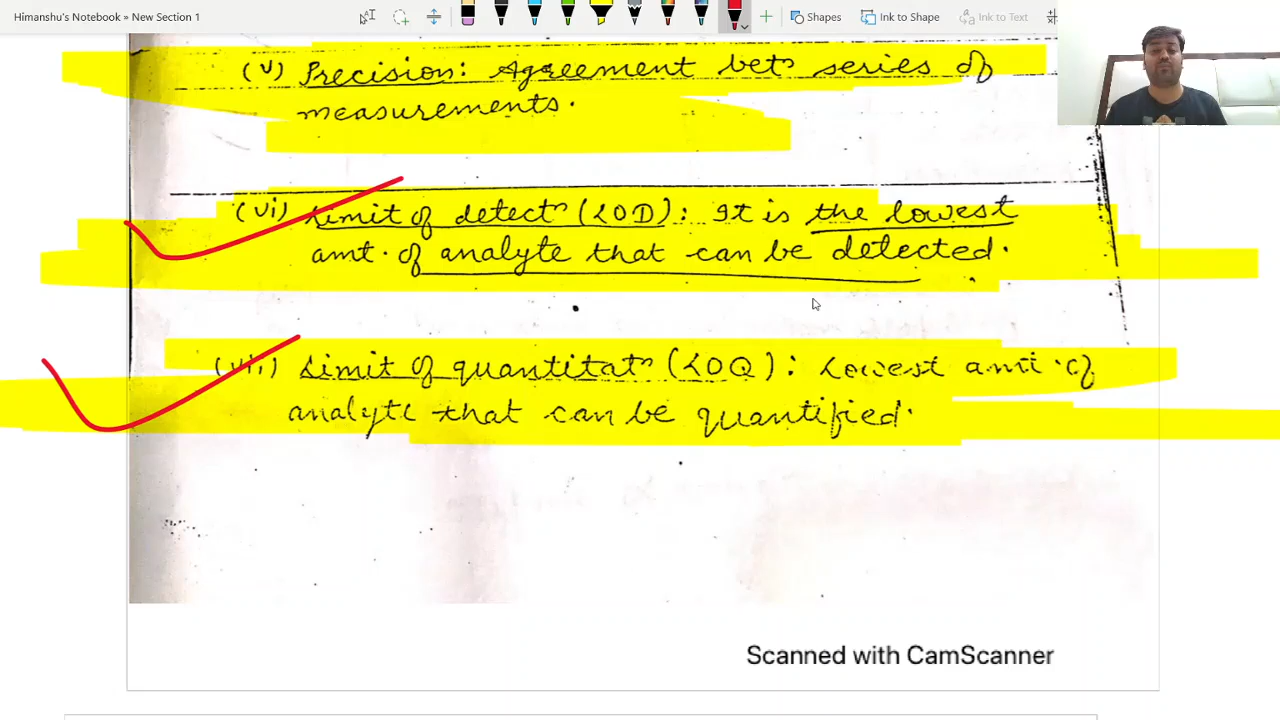 Himanshu's Notebook » New Section 1
Shapes
Ink to Shape
Ink to Text
(v) Precision: Agreement betⁿ series of
measurements.
(vi) Limit of detectⁿ (LOD): It is the lowest
amt. of analyte that can be detected.
(vii) Limit of quantitatⁿ (LOQ): Lowest amt. of
analyte that can be quantified.
Scanned with CamScanner